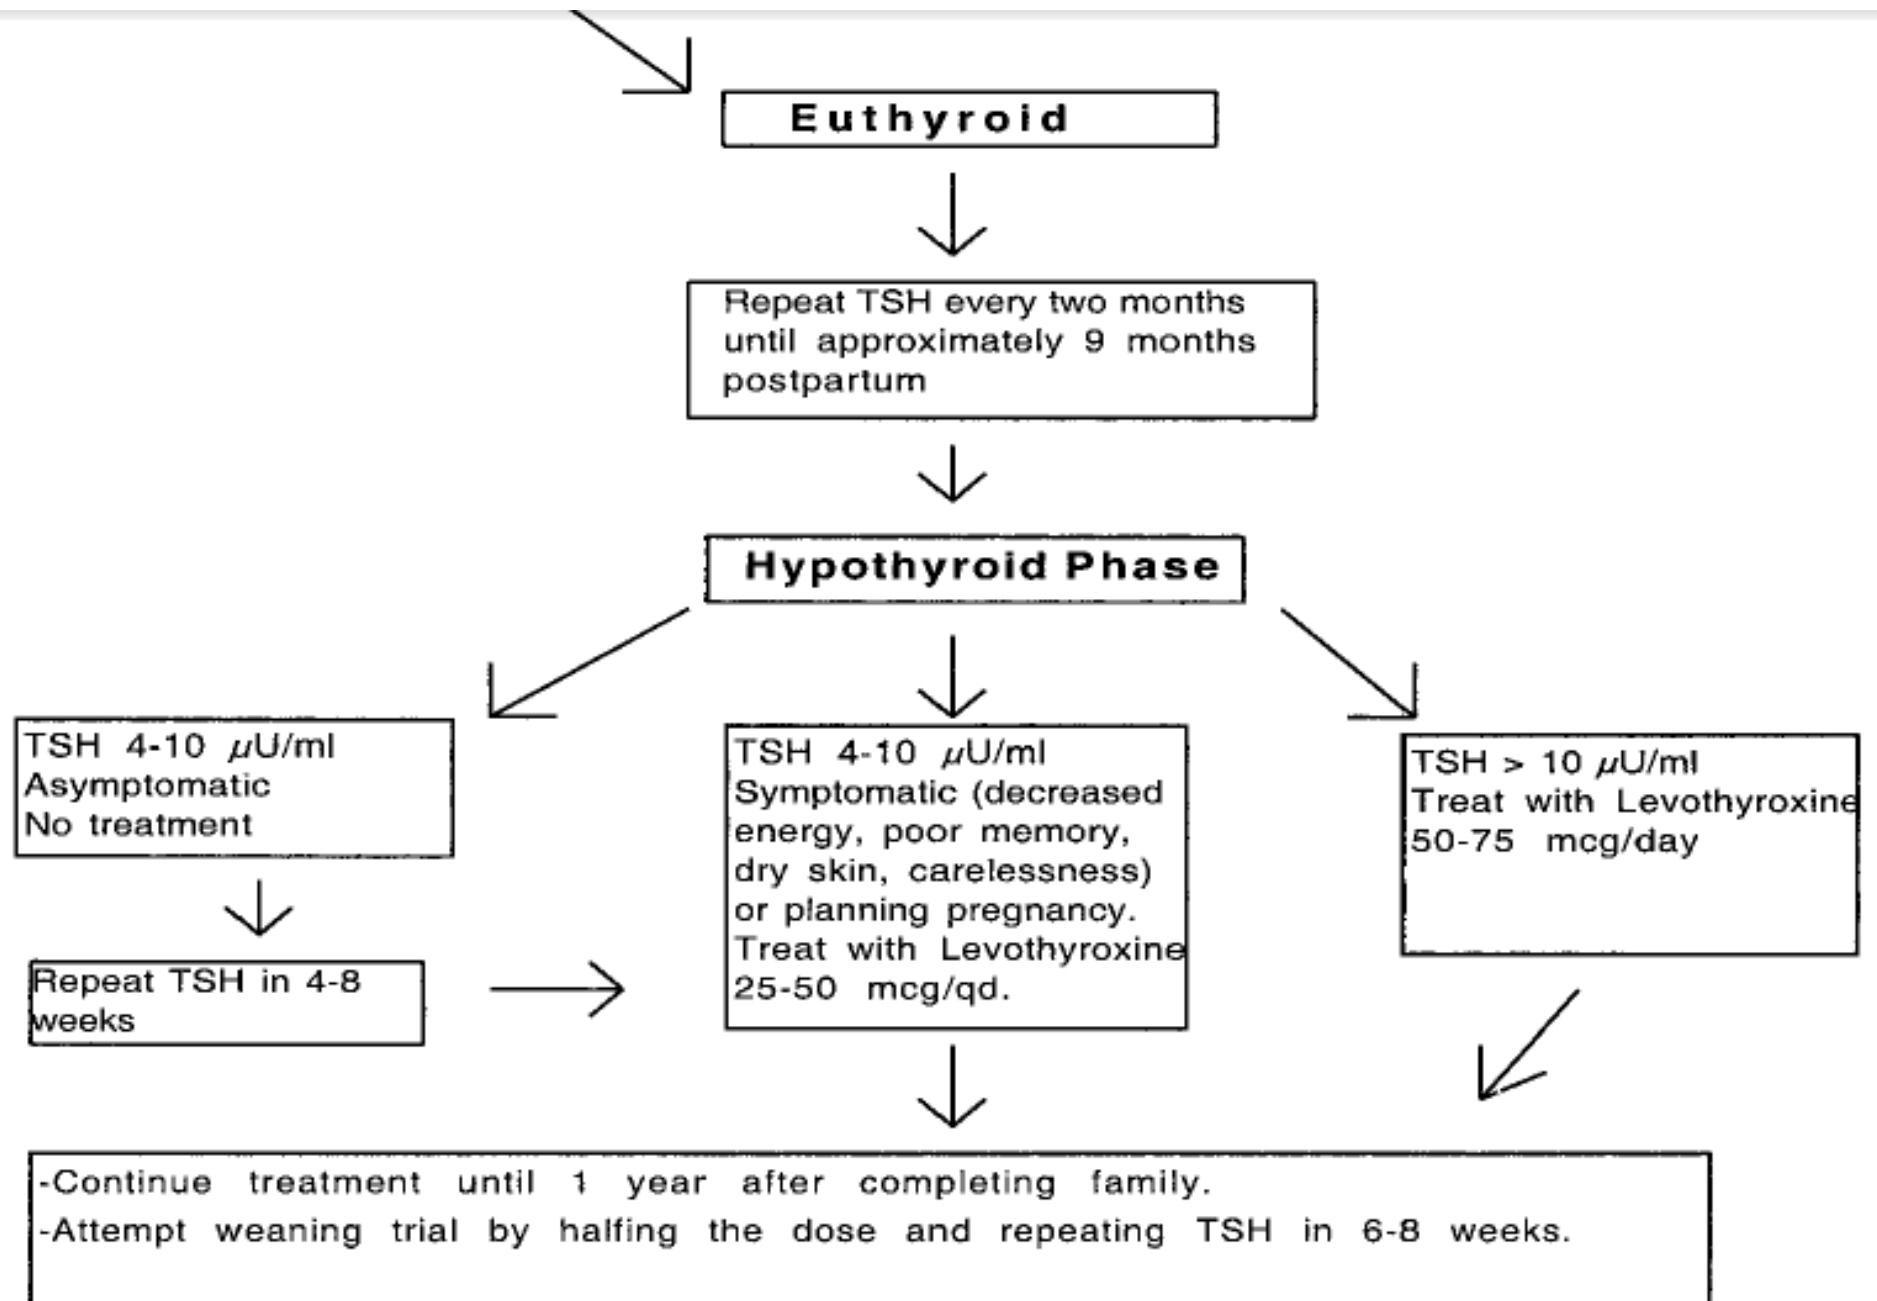 Euthyroid
Repeat TSH every two months
until approximately 9 months
postpartum
Hypothyroid Phase
TSH 4-10 μU/ml
Asymptomatic
No treatment
Repeat TSH in 4-8
weeks
TSH 4-10 μU/ml
Symptomatic (decreased
energy, poor memory,
dry skin, carelessness)
or planning pregnancy.
Treat with Levothyroxine
25-50 mcg/qd.
TSH > 10 μU/ml
Treat with Levothyroxine
50-75 mcg/day
-Continue treatment until 1 year after completing family.
-Attempt weaning trial by halfing the dose and repeating TSH in 6-8 weeks.